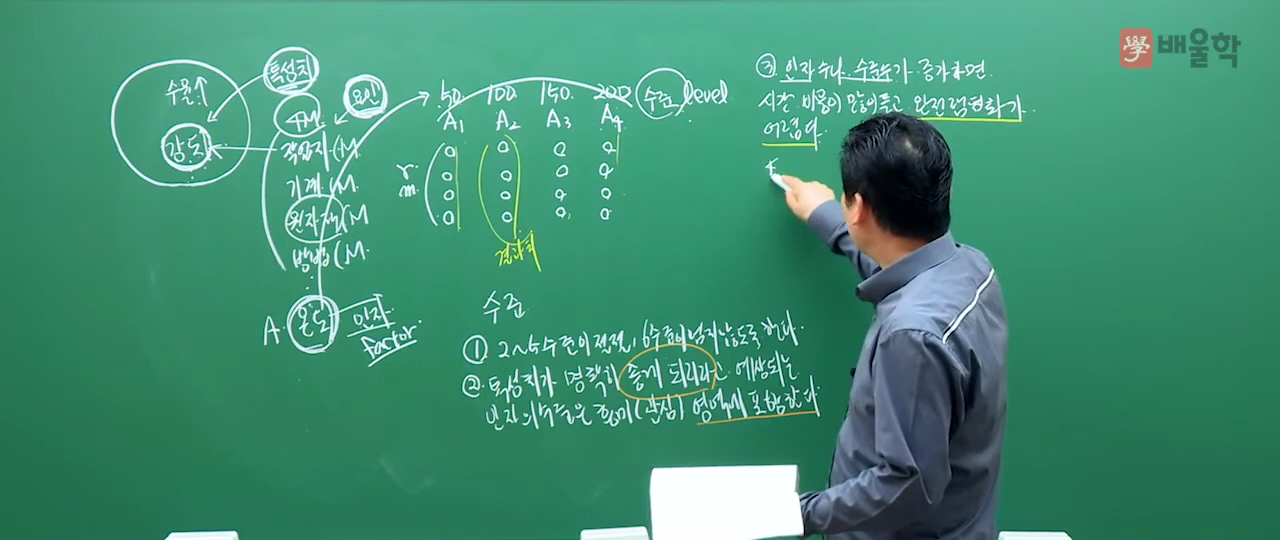 學 배울학
특성치
수율↑
요인
4M
강도
작업자(M
기계(M
원자재(M
방법(M
A 온도 인자
factor
50 100 150 200 수준 level
A1 A2 A3 A4
r
m
결과치
수준
① 2~5수준이 적절, 6수준이 넘지 않도록 한다
② 특성치가 명확히 좋게 되리라고 예상되는
인자의 수준은 흥미(관심) 영역에 포함한다
③ 인자수나 수준수가 증가하면
시간 비용이 많이 들고 완전랜덤화가
어렵다